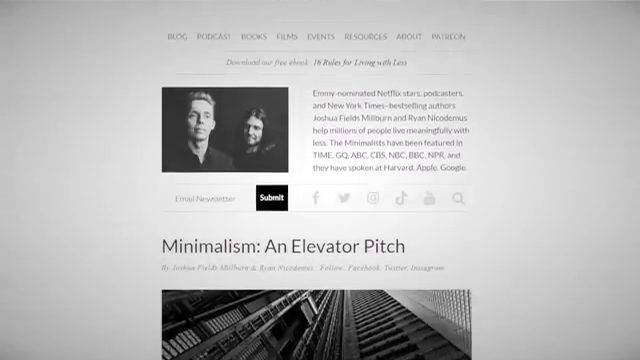 BLOG PODCAST BOOKS FILMS EVENTS RESOURCES ABOUT PATREON
Download our free ebook: 16 Rules for Living with Less
Emmy-nominated Netflix stars, podcasters,
and New York Times–bestselling authors
Joshua Fields Millburn and Ryan Nicodemus
help millions of people live meaningfully with
less. The Minimalists have been featured in
TIME, GQ, ABC, CBS, NBC, BBC, NPR, and
they have spoken at Harvard, Apple, Google.
Email Newsletter Submit
Minimalism: An Elevator Pitch
By Joshua Fields Millburn & Ryan Nicodemus Follow: Facebook, Twitter, Instagram